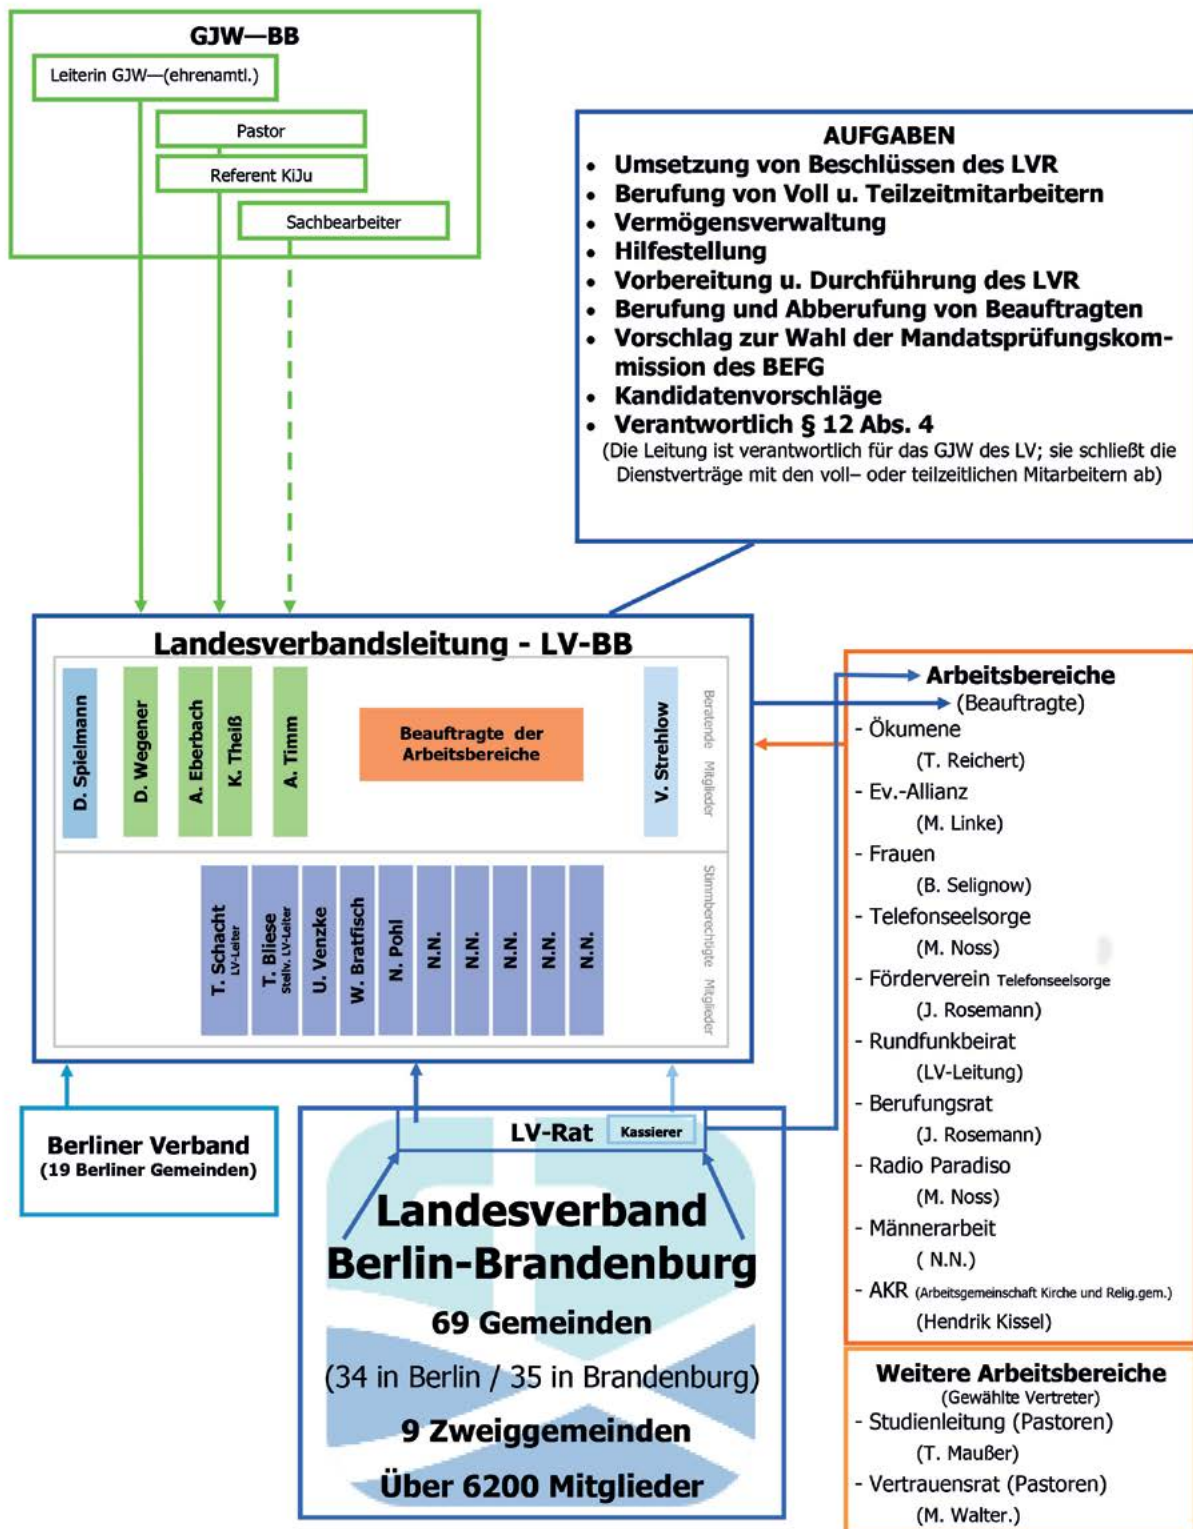 GJW—BB
Leiterin GJW—(ehrenamtl.)
Pastor
Referent KiJu
Sachbearbeiter
AUFGABEN
• Umsetzung von Beschlüssen des LVR
• Berufung von Voll u. Teilzeitmitarbeitern
• Vermögensverwaltung
• Hilfestellung
• Vorbereitung u. Durchführung des LVR
• Berufung und Abberufung von Beauftragten
• Vorschlag zur Wahl der Mandatsprüfungskom-
mission des BEFG
• Kandidatenvorschläge
• Verantwortlich § 12 Abs. 4
(Die Leitung ist verantwortlich für das GJW des LV; sie schließt die
Dienstverträge mit den voll– oder teilzeitlichen Mitarbeitern ab)
Landesverbandsleitung - LV-BB
D. Spielmann
D. Wegener
A. Eberbach
K. Theiß
A. Timm
Beauftragte der
Arbeitsbereiche
V. Strehlow
Beratende Mitglieder
T. Schacht
LV-Leiter
T. Bliese
Stellv. LV-Leiter
U. Venzke
W. Bratfisch
N. Pohl
N.N.
N.N.
N.N.
N.N.
N.N.
Stimmberechtigte Mitglieder
Berliner Verband
(19 Berliner Gemeinden)
LV-Rat
Kassierer
Landesverband
Berlin-Brandenburg
69 Gemeinden
(34 in Berlin / 35 in Brandenburg)
9 Zweiggemeinden
Über 6200 Mitglieder
Arbeitsbereiche
(Beauftragte)
- Ökumene
(T. Reichert)
- Ev.-Allianz
(M. Linke)
- Frauen
(B. Selignow)
- Telefonseelsorge
(M. Noss)
- Förderverein Telefonseelsorge
(J. Rosemann)
- Rundfunkbeirat
(LV-Leitung)
- Berufungsrat
(J. Rosemann)
- Radio Paradiso
(M. Noss)
- Männerarbeit
( N.N.)
- AKR (Arbeitsgemeinschaft Kirche und Relig.gem.)
(Hendrik Kissel)
Weitere Arbeitsbereiche
(Gewählte Vertreter)
- Studienleitung (Pastoren)
(T. Maußer)
- Vertrauensrat (Pastoren)
(M. Walter.)